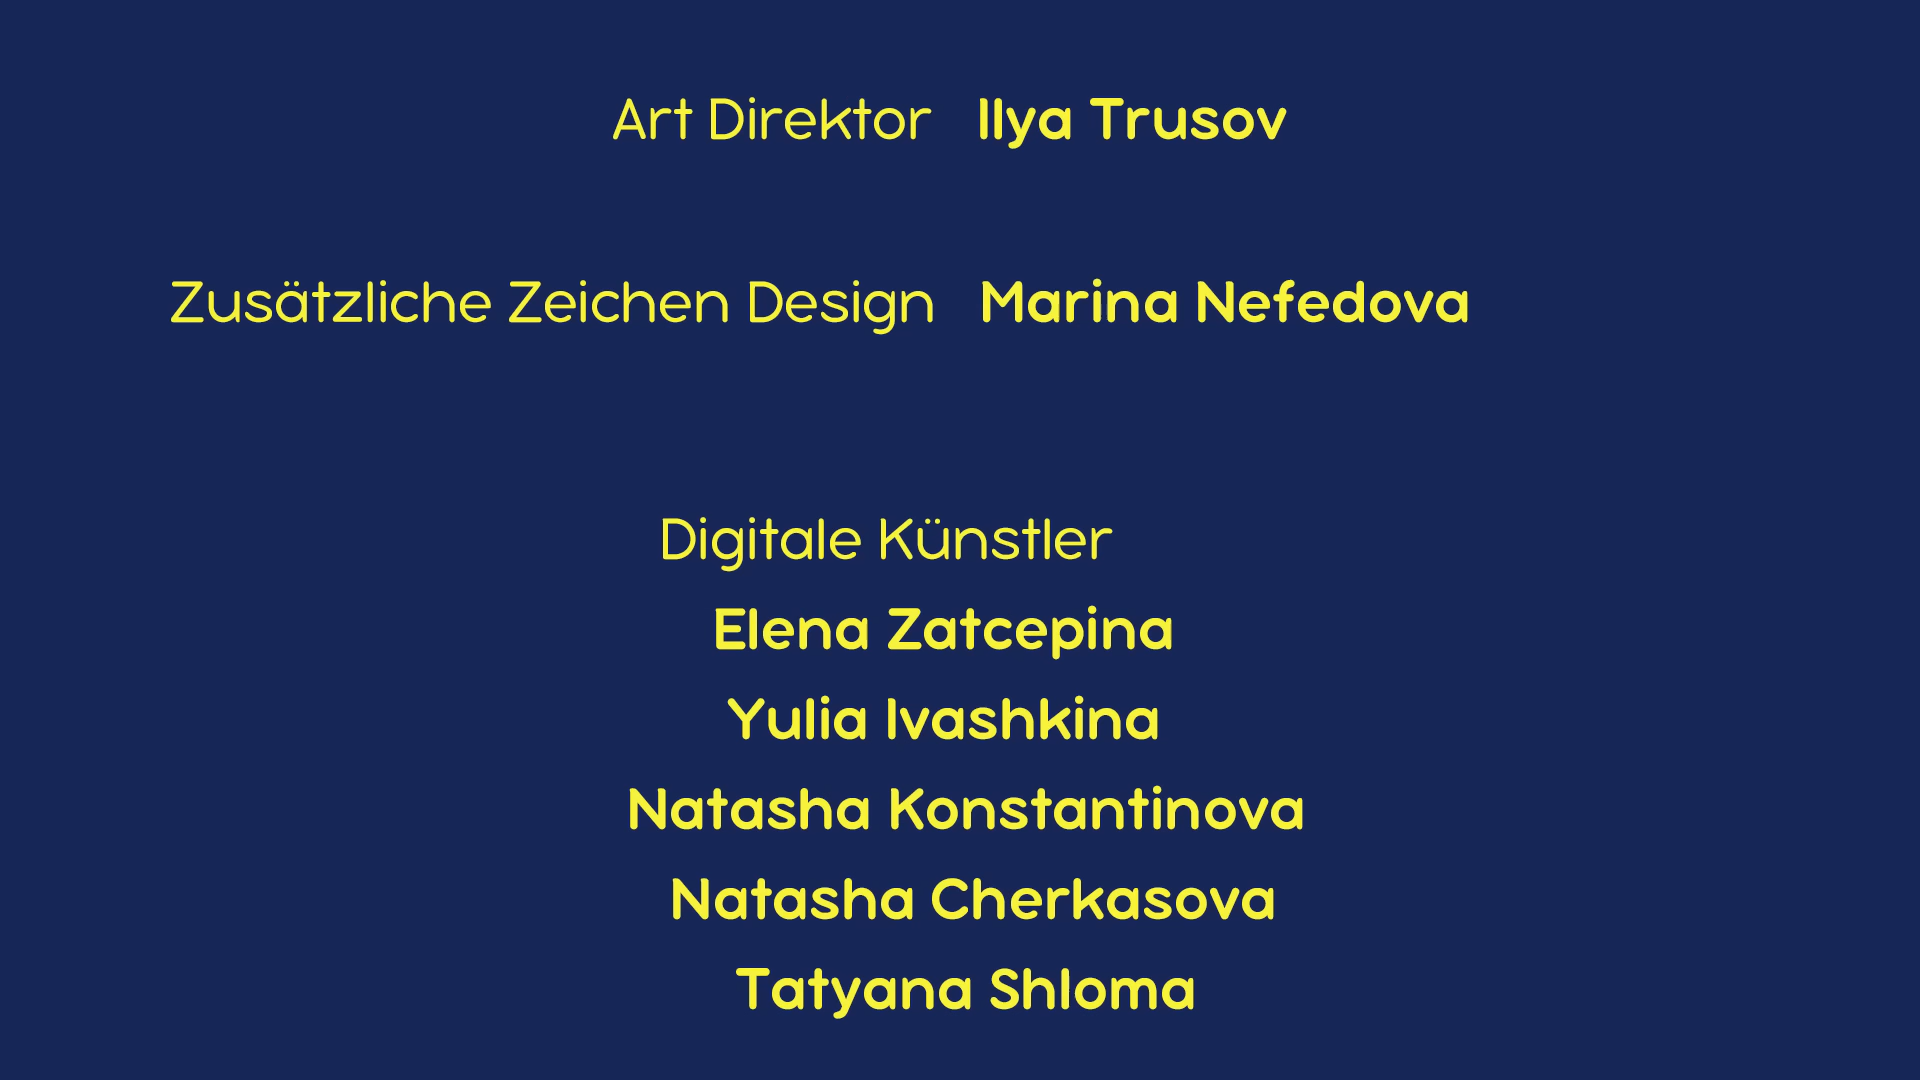 Art Direktor Ilya Trusov
Zusätzliche Zeichen Design Marina Nefedova
Digitale Künstler
Elena Zatcepina
Yulia Ivashkina
Natasha Konstantinova
Natasha Cherkasova
Tatyana Shloma